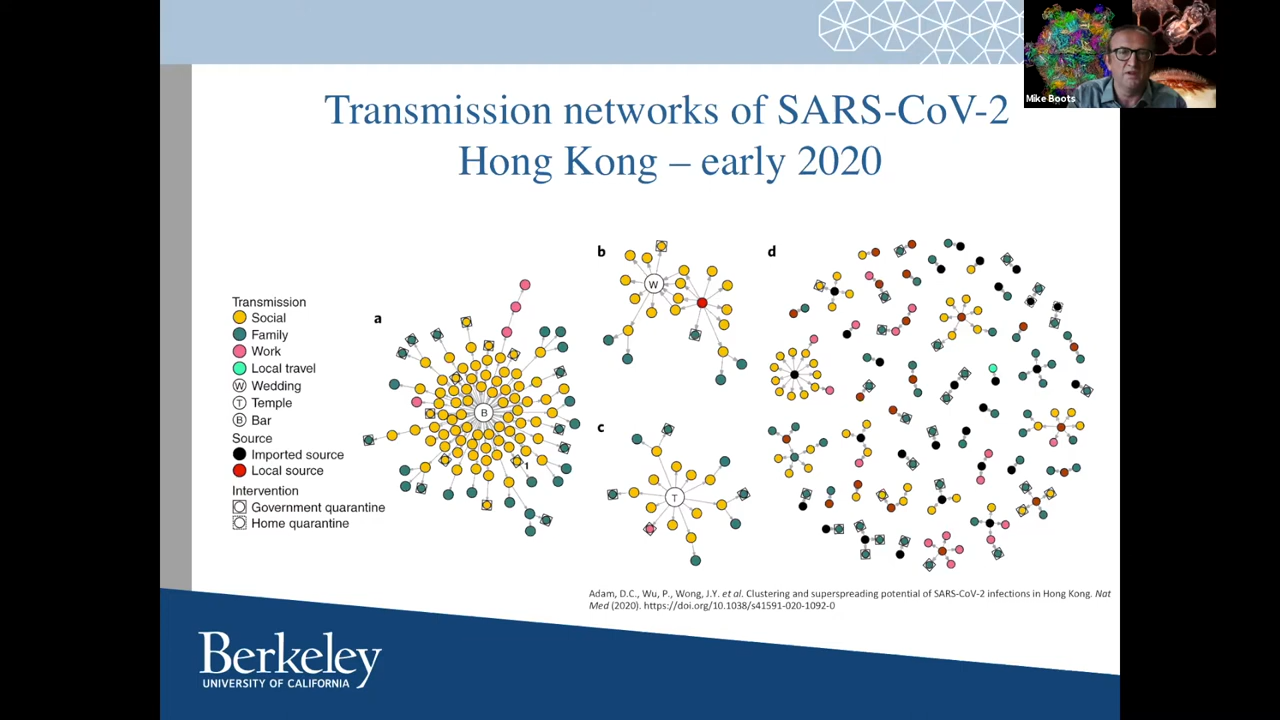 Mike Boots
Transmission networks of SARS-CoV-2
Hong Kong – early 2020
Transmission
Social
Family
Work
Local travel
W Wedding
T Temple
B Bar
Source
Imported source
Local source
Intervention
Government quarantine
Home quarantine
a
B
1
b
W
c
T
d
Adam, D.C., Wu, P., Wong, J.Y. et al. Clustering and superspreading potential of SARS-CoV-2 infections in Hong Kong. Nat
Med (2020). https://doi.org/10.1038/s41591-020-1092-0
Berkeley
UNIVERSITY OF CALIFORNIA